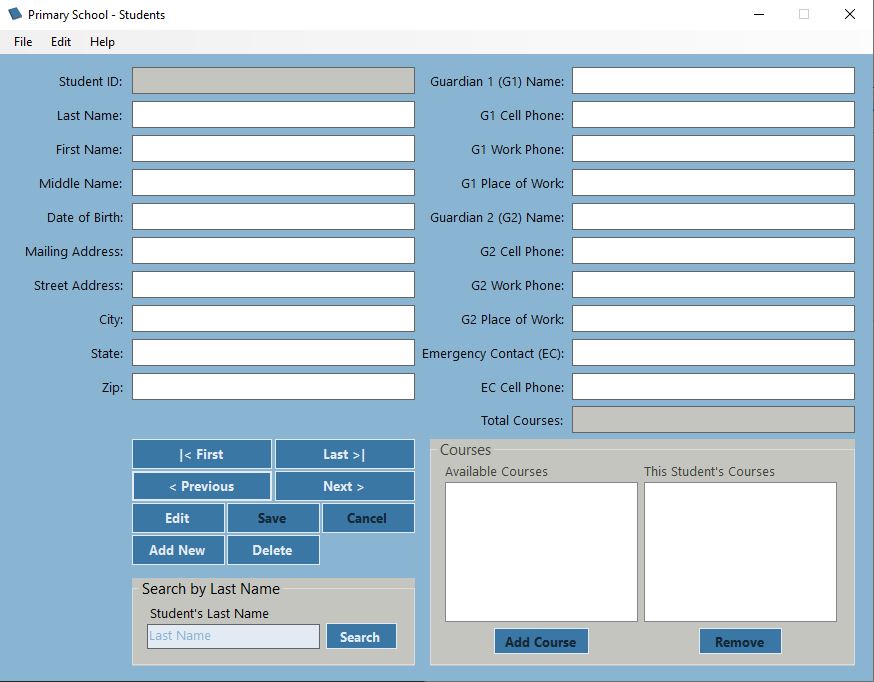 Primary School - Students
File Edit Help
Student ID:
Last Name:
First Name:
Middle Name:
Date of Birth:
Mailing Address:
Street Address:
City:
State:
Zip:
Guardian 1 (G1) Name:
G1 Cell Phone:
G1 Work Phone:
G1 Place of Work:
Guardian 2 (G2) Name:
G2 Cell Phone:
G2 Work Phone:
G2 Place of Work:
Emergency Contact (EC):
EC Cell Phone:
Total Courses:
|< First Last >|
< Previous Next >
Edit Save Cancel
Add New Delete
Search by Last Name
Student's Last Name
Last Name Search
Courses
Available Courses This Student's Courses
Add Course Remove